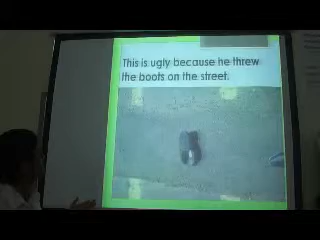 This is ugly because he threw
the boots on the street.